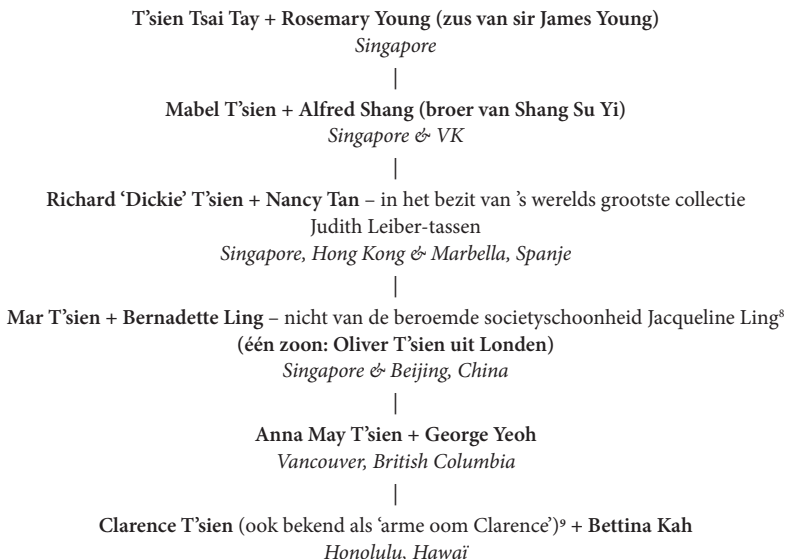 T’sien Tsai Tay + Rosemary Young (zus van sir James Young)
Singapore
|
Mabel T’sien + Alfred Shang (broer van Shang Su Yi)
Singapore & VK
|
Richard ‘Dickie’ T’sien + Nancy Tan – in het bezit van ’s werelds grootste collectie
Judith Leiber-tassen
Singapore, Hong Kong & Marbella, Spanje
|
Mar T’sien + Bernadette Ling – nicht van de beroemde societyschoonheid Jacqueline Ling⁸
(één zoon: Oliver T’sien uit Londen)
Singapore & Beijing, China
|
Anna May T’sien + George Yeoh
Vancouver, British Columbia
|
Clarence T’sien (ook bekend als ‘arme oom Clarence’)⁹ + Bettina Kah
Honolulu, Hawaï